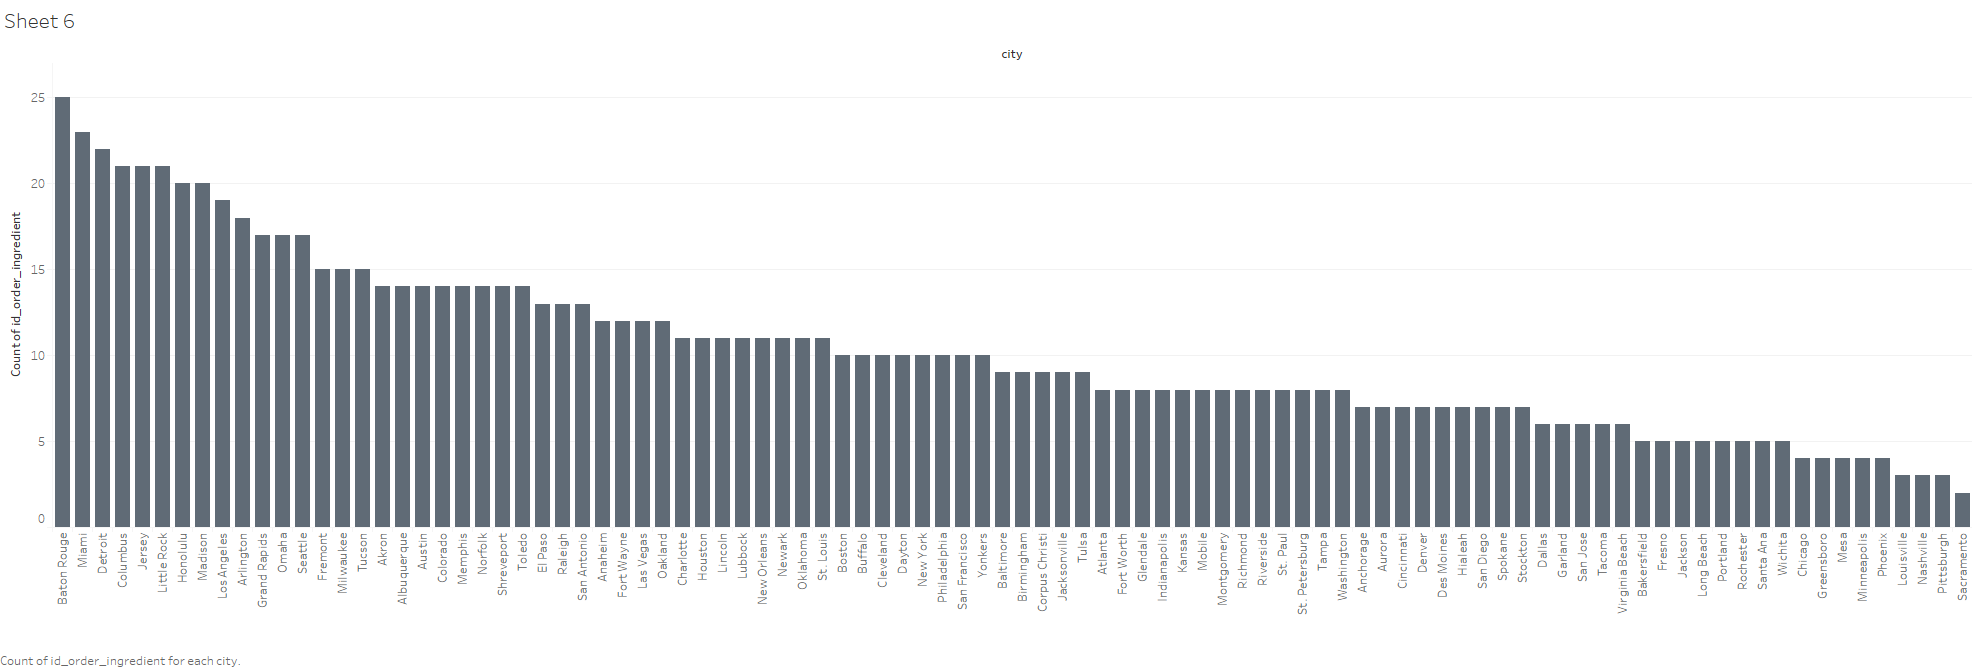 Sheet 6
city
Count of id_order_ingredient
25
20
15
10
5
0
Baton Rouge
Miami
Detroit
Columbus
Jersey
Little Rock
Honolulu
Madison
Los Angeles
Arlington
Grand Rapids
Omaha
Seattle
Fremont
Milwaukee
Tucson
Akron
Albuquerque
Austin
Colorado
Memphis
Norfolk
Shreveport
Toledo
El Paso
Raleigh
San Antonio
Anaheim
Fort Wayne
Las Vegas
Oakland
Charlotte
Houston
Lincoln
Lubbock
New Orleans
Newark
Oklahoma
St. Louis
Boston
Buffalo
Cleveland
Dayton
New York
Philadelphia
San Francisco
Yonkers
Baltimore
Birmingham
Corpus Christi
Jacksonville
Tulsa
Atlanta
Fort Worth
Glendale
Indianapolis
Kansas
Mobile
Montgomery
Richmond
Riverside
St. Paul
St. Petersburg
Tampa
Washington
Anchorage
Aurora
Cincinnati
Denver
Des Moines
Hialeah
San Diego
Spokane
Stockton
Dallas
Garland
San Jose
Tacoma
Virginia Beach
Bakersfield
Fresno
Jackson
Long Beach
Portland
Rochester
Santa Ana
Wichita
Chicago
Greensboro
Mesa
Minneapolis
Phoenix
Louisville
Nashville
Pittsburgh
Sacramento
Count of id_order_ingredient for each city.